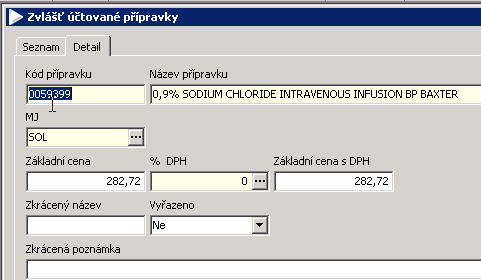 Zvlášť účtované přípravky
Seznam Detail
Kód přípravku Název přípravku
0059399 0,9% SODIUM CHLORIDE INTRAVENOUS INFUSION BP BAXTER
MJ
SOL ...
Základní cena % DPH Základní cena s DPH
282,72 0 ... 282,72
Zkrácený název Vyřazeno
Ne
Zkrácená poznámka